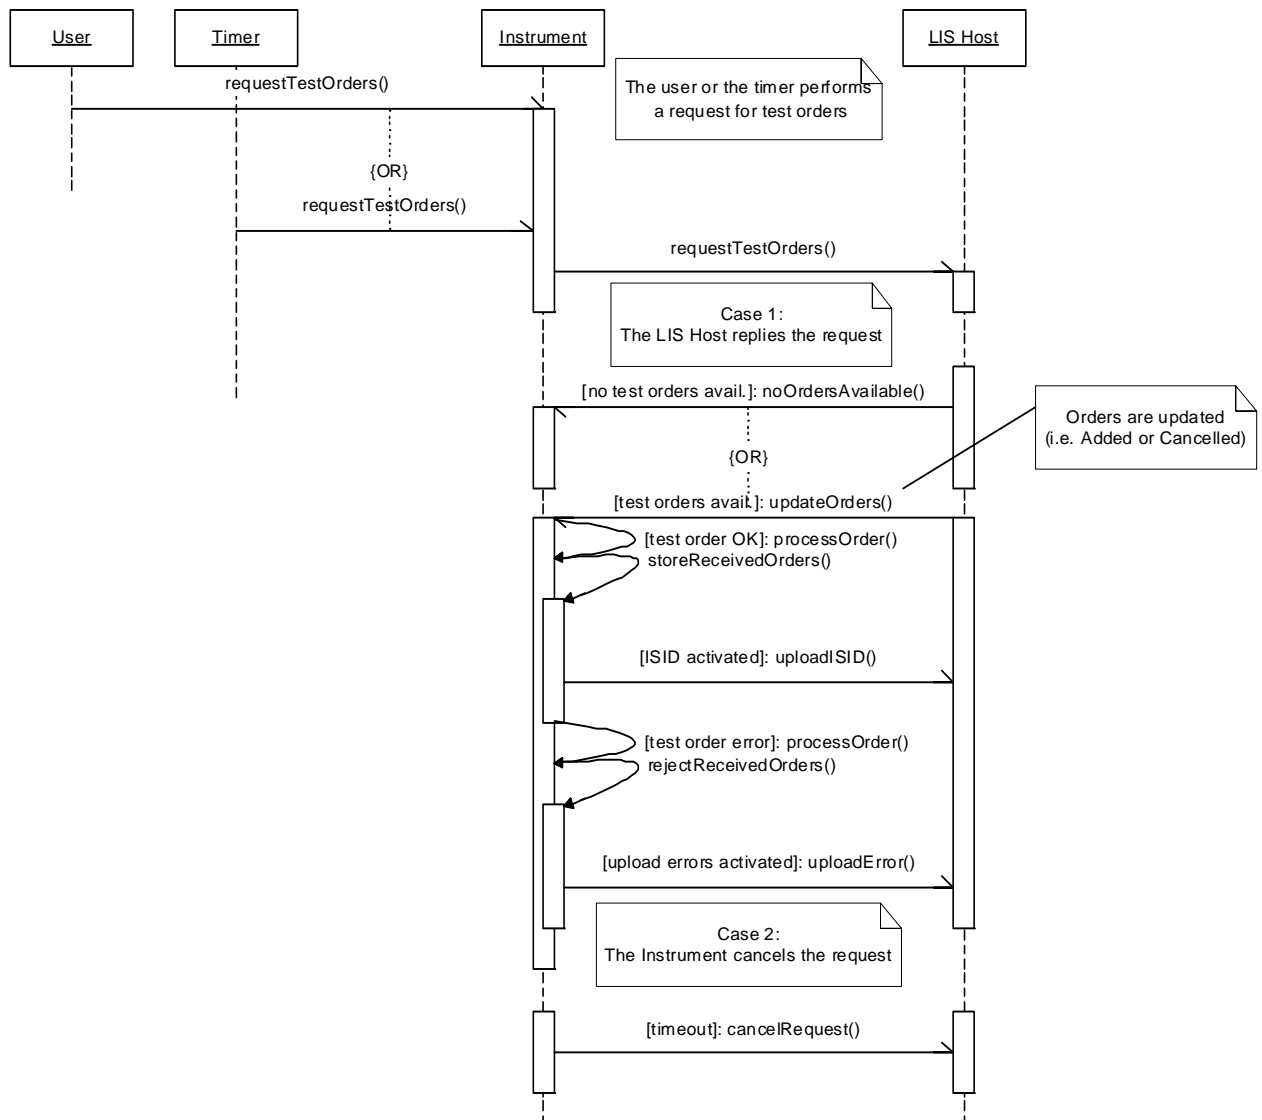 User
Timer
Instrument
LIS Host
requestTestOrders()
The user or the timer performs
a request for test orders
{OR}
requestTestOrders()
requestTestOrders()
Case 1:
The LIS Host replies the request
[no test orders avail.]: noOrdersAvailable()
Orders are updated
(i.e. Added or Cancelled)
{OR}
[test orders avail.]: updateOrders()
[test order OK]: processOrder()
storeReceivedOrders()
[ISID activated]: uploadISID()
[test order error]: processOrder()
rejectReceivedOrders()
[upload errors activated]: uploadError()
Case 2:
The Instrument cancels the request
[timeout]: cancelRequest()